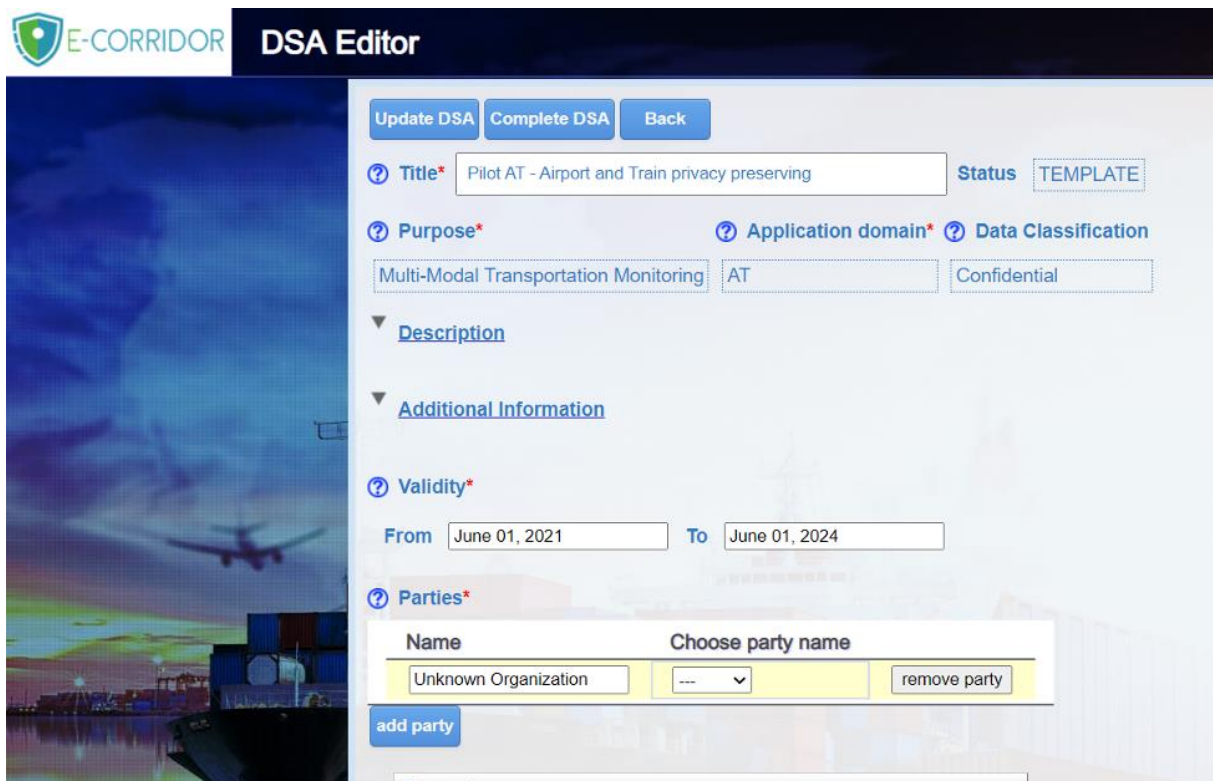 E-CORRIDOR DSA Editor
Update DSA Complete DSA Back
? Title* Pilot AT - Airport and Train privacy preserving Status TEMPLATE
? Purpose* ? Application domain* ? Data Classification
Multi-Modal Transportation Monitoring AT Confidential
Description
Additional Information
? Validity*
From June 01, 2021 To June 01, 2024
? Parties*
Name Choose party name
Unknown Organization --- remove party
add party